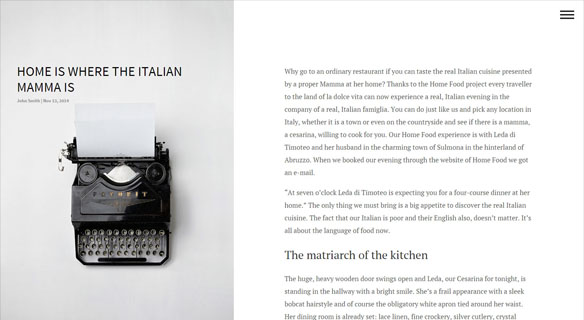 HOME IS WHERE THE ITALIAN
MAMMA IS
John Smith | Nov 12, 2014
Why go to an ordinary restaurant if you can taste the real Italian cuisine presented
by a proper Mamma at her home? Thanks to the Home Food project every traveller
to the land of la dolce vita can now experience a real, Italian evening in the
company of a real, Italian famiglia. You can do just like us and pick any location in
Italy, whether it is a town or even on the countryside and see if there is a mamma,
a cesarina, willing to cook for you. Our Home Food experience is with Leda di
Timoteo and her husband in the charming town of Sulmona in the hinterland of
Abruzzo. When we booked our evening through the website of Home Food we got
an e-mail.
“At seven o’clock Leda di Timoteo is expecting you for a four-course dinner at her
home.” The only thing we must bring is a big appetite to discover the real Italian
cuisine. The fact that our Italian is poor and their English also, doesn’t matter. It’s
all about the language of food now.
The matriarch of the kitchen
The huge, heavy wooden door swings open and Leda, our Cesarina for tonight, is
standing in the hallway with a bright smile. She’s a frail appearance with a sleek
bobcat hairstyle and of course the obligatory white apron tied around her waist.
Her dining room is already set: lace linen, fine crockery, silver cutlery, crystal